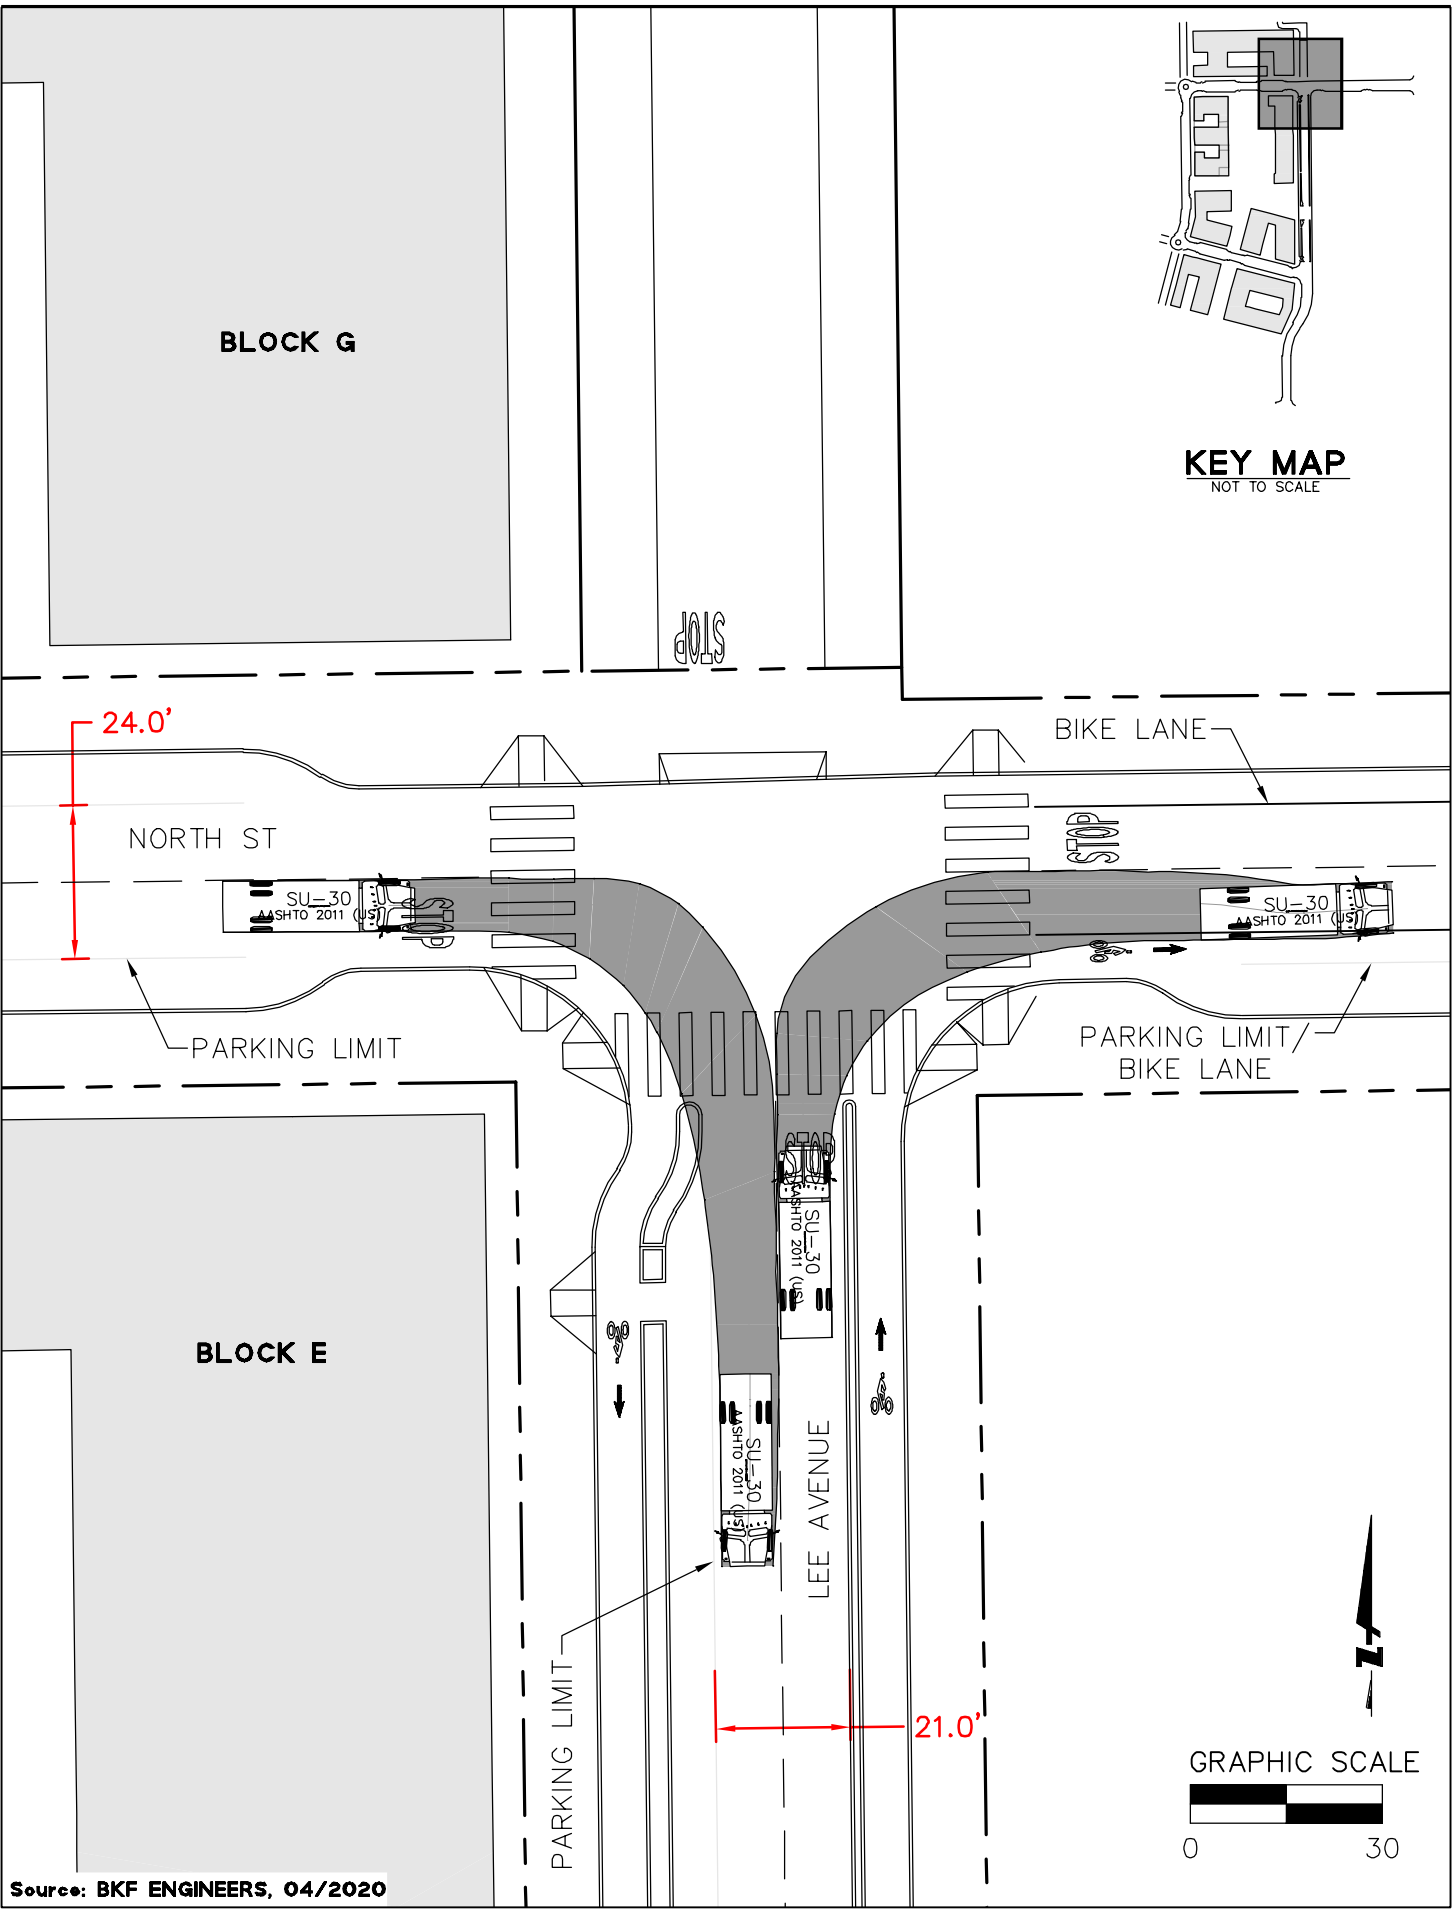 BLOCK G
KEY MAP
NOT TO SCALE
STOP
24.0'
BIKE LANE
NORTH ST
STOP
SU-30
AASHTO 2011 (US)
STOP
SU-30
AASHTO 2011 (US)
PARKING LIMIT
PARKING LIMIT/
BIKE LANE
STOP
SU-30
AASHTO 2011 (US)
BLOCK E
SU-30
AASHTO 2011 (US)
LEE AVENUE
PARKING LIMIT
21.0'
Z
GRAPHIC SCALE
0 30
Source: BKF ENGINEERS, 04/2020